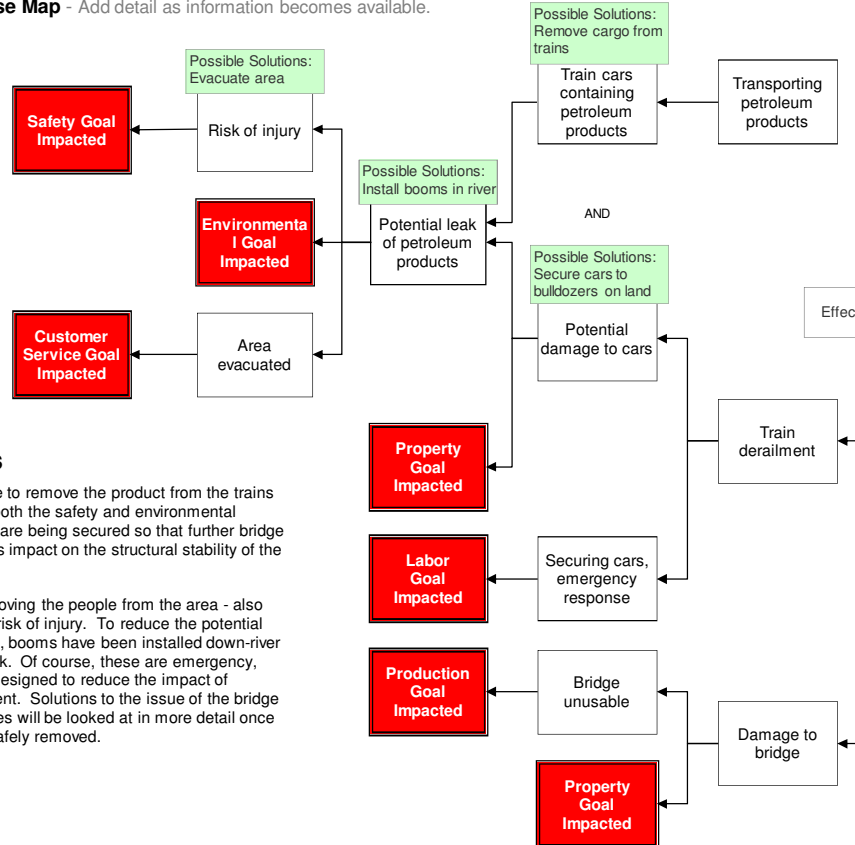 se Map - Add detail as information becomes available.
Possible Solutions:
Remove cargo from
trains
Possible Solutions:
Evacuate area
Train cars
containing
petroleum
products
Transporting
petroleum
products
Safety Goal
Impacted
Risk of injury
Possible Solutions:
Install booms in river
Environmenta
l Goal
Impacted
Potential leak
of petroleum
products
AND
Possible Solutions:
Secure cars to
bulldozers on land
Effec
Customer
Service Goal
Impacted
Area
evacuated
Potential
damage to cars
Train
derailment
Property
Goal
Impacted
s
e to remove the product from the trains
oth the safety and environmental
are being secured so that further bridge
s impact on the structural stability of the
Labor
Goal
Impacted
Securing cars,
emergency
response
oving the people from the area - also
risk of injury. To reduce the potential
, booms have been installed down-river
k. Of course, these are emergency,
esigned to reduce the impact of
ent. Solutions to the issue of the bridge
es will be looked at in more detail once
afely removed.
Production
Goal
Impacted
Bridge
unusable
Damage to
bridge
Property
Goal
Impacted